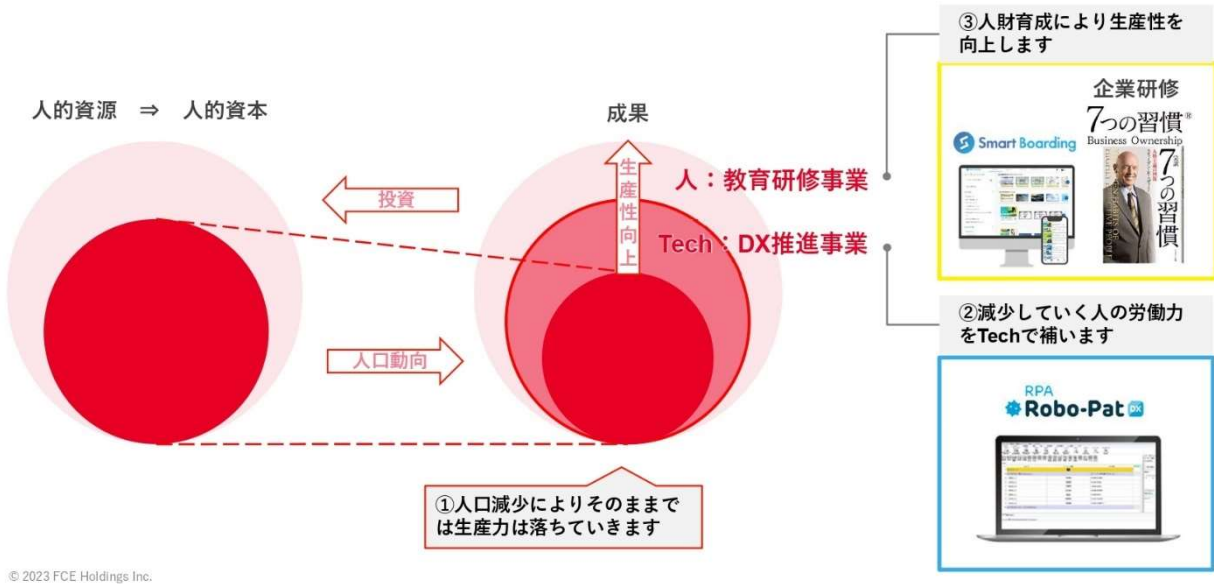 人的資源 ⇒ 人的資本
投資
人口動向
成果
生産性向上
人：教育研修事業
Tech：DX推進事業
①人口減少によりそのままで
は生産力は落ちていきます
③人財育成により生産性を
向上します
企業研修
7つの習慣®
Business Ownership
Smart Boarding
7つの習慣
②減少していく人の労働力
をTechで補います
RPA
Robo-Pat DX
© 2023 FCE Holdings Inc.